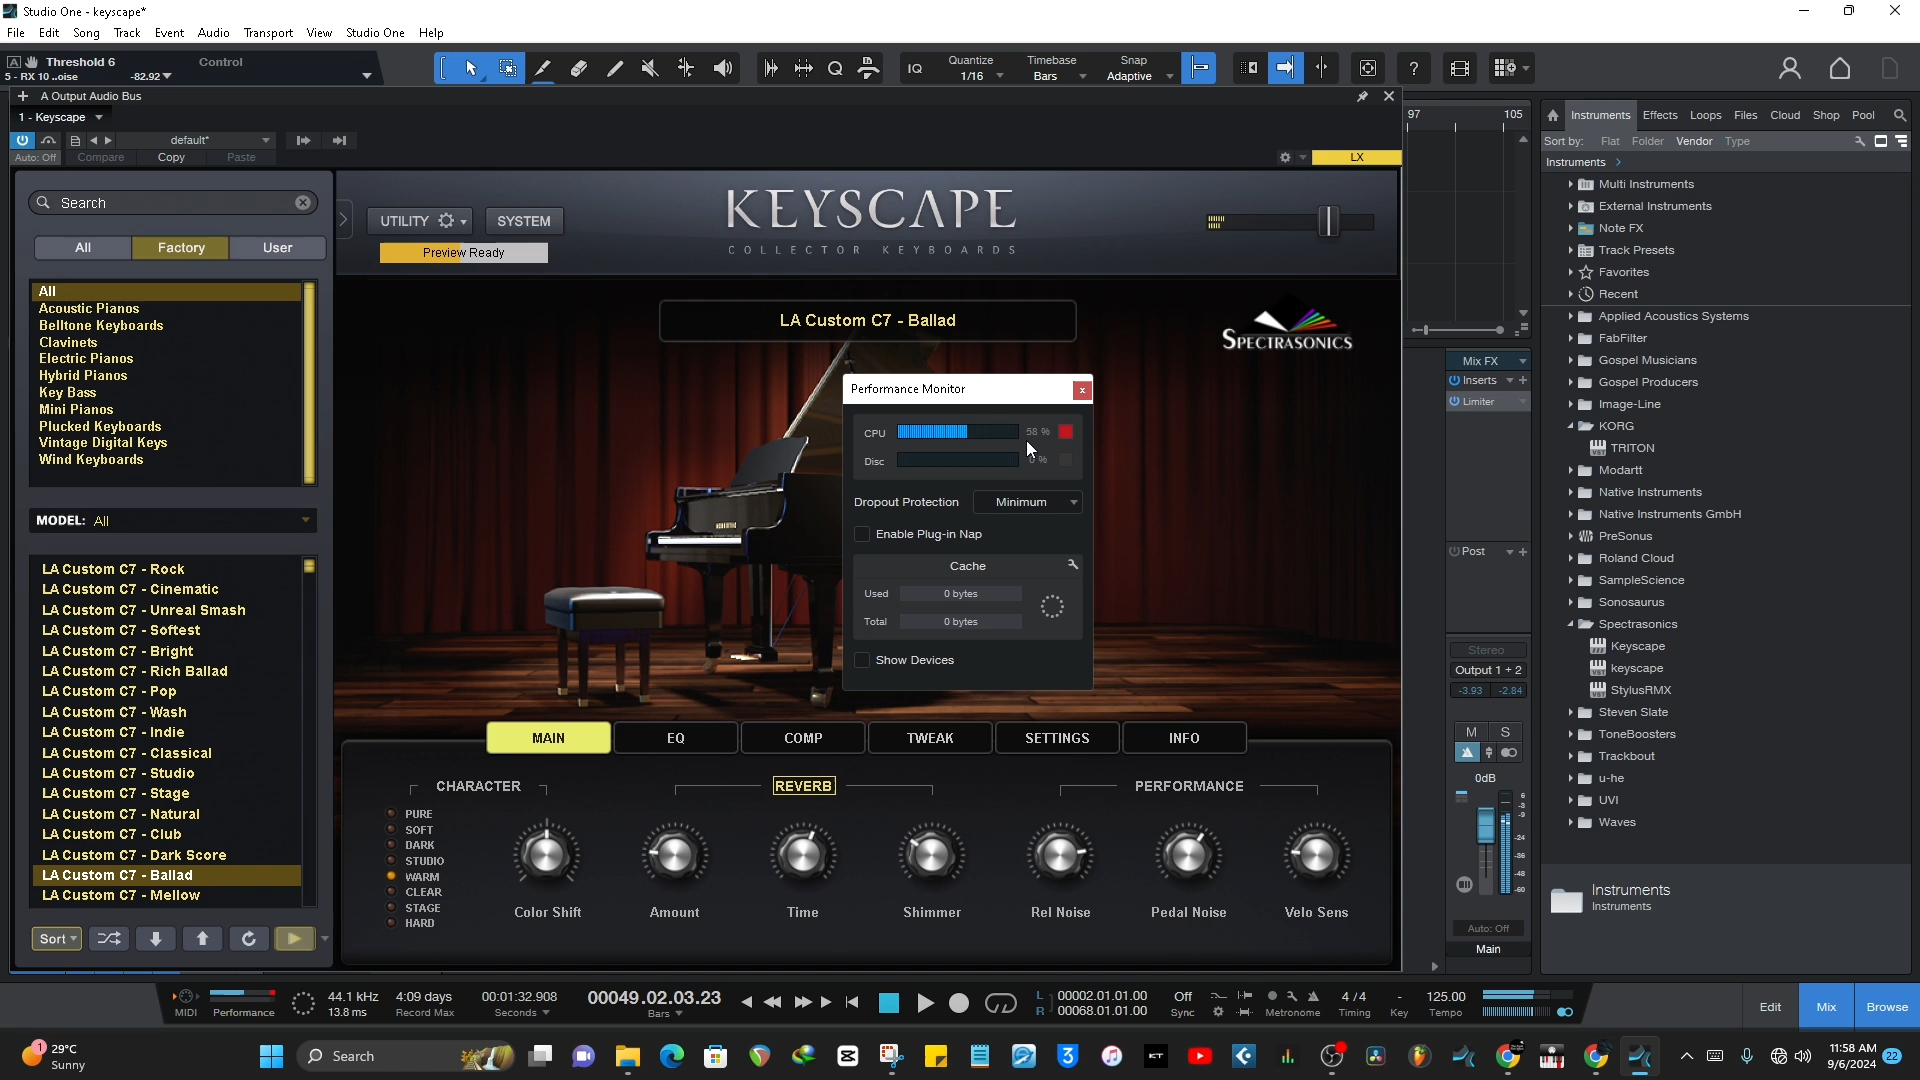 Studio One - keyscape*
File Edit Song Track Event Audio Transport View Studio One Help
A Threshold 6 Control
5 - RX 10 ..oise -82.92
IQ Quantize 1/16 Timebase Bars Snap Adaptive ?
A Output Audio Bus
1 - Keyscape
default*
Auto: Off Compare Copy Paste
LX
Search
All Factory User
All
Acoustic Pianos
Belltone Keyboards
Clavinets
Electric Pianos
Hybrid Pianos
Key Bass
Mini Pianos
Plucked Keyboards
Vintage Digital Keys
Wind Keyboards
MODEL: All
LA Custom C7 - Rock
LA Custom C7 - Cinematic
LA Custom C7 - Unreal Smash
LA Custom C7 - Softest
LA Custom C7 - Bright
LA Custom C7 - Rich Ballad
LA Custom C7 - Pop
LA Custom C7 - Wash
LA Custom C7 - Indie
LA Custom C7 - Classical
LA Custom C7 - Studio
LA Custom C7 - Stage
LA Custom C7 - Natural
LA Custom C7 - Club
LA Custom C7 - Dark Score
LA Custom C7 - Ballad
LA Custom C7 - Mellow
Sort
UTILITY SYSTEM
Preview Ready
KEYSCAPE
COLLECTOR KEYBOARDS
LA Custom C7 - Ballad
SPECTRASONICS
Performance Monitor
CPU 58 %
Disc 0 %
Dropout Protection Minimum
Enable Plug-in Nap
Cache
Used 0 bytes
Total 0 bytes
Show Devices
MAIN EQ COMP TWEAK SETTINGS INFO
CHARACTER REVERB PERFORMANCE
PURE
SOFT
DARK
STUDIO
WARM
CLEAR
STAGE
HARD
Color Shift Amount Time Shimmer Rel Noise Pedal Noise Velo Sens
97 105
Mix FX
Inserts
Limiter
Post
Stereo
Output 1 + 2
-3.93 -2.84
M S
0dB
6
-3
-9
-24
-36
-48
-60
Auto: Off
Main
Instruments Effects Loops Files Cloud Shop Pool
Sort by: Flat Folder Vendor Type
Instruments
Multi Instruments
External Instruments
Note FX
Track Presets
Favorites
Recent
Applied Acoustics Systems
FabFilter
Gospel Musicians
Gospel Producers
Image-Line
KORG
TRITON
Modartt
Native Instruments
Native Instruments GmbH
PreSonus
Roland Cloud
SampleScience
Sonosaurus
Spectrasonics
Keyscape
keyscape
StylusRMX
Steven Slate
ToneBoosters
Trackbout
u-he
UVI
Waves
Instruments
Instruments
MIDI Performance
44.1 kHz
13.8 ms
4:09 days
Record Max
00:01:32.908
Seconds
00049.02.03.23
Bars
L 00002.01.01.00
R 00068.01.01.00
Off
Sync
Metronome
4 / 4
Timing
-
Key
125.00
Tempo
Edit Mix Browse
1
29°C
Sunny
Search
11:58 AM
9/6/2024
22